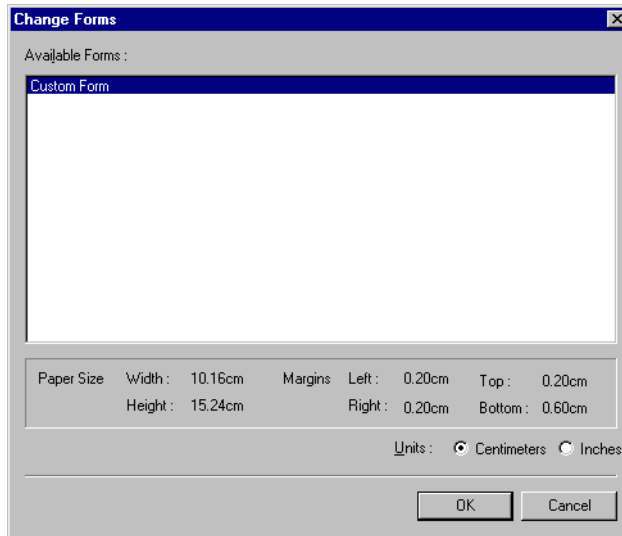 Change Forms
Available Forms :
Custom Form
Paper Size Width : 10.16cm Margins Left : 0.20cm Top : 0.20cm
Height : 15.24cm Right : 0.20cm Bottom : 0.60cm
Units : Centimeters Inches
OK Cancel